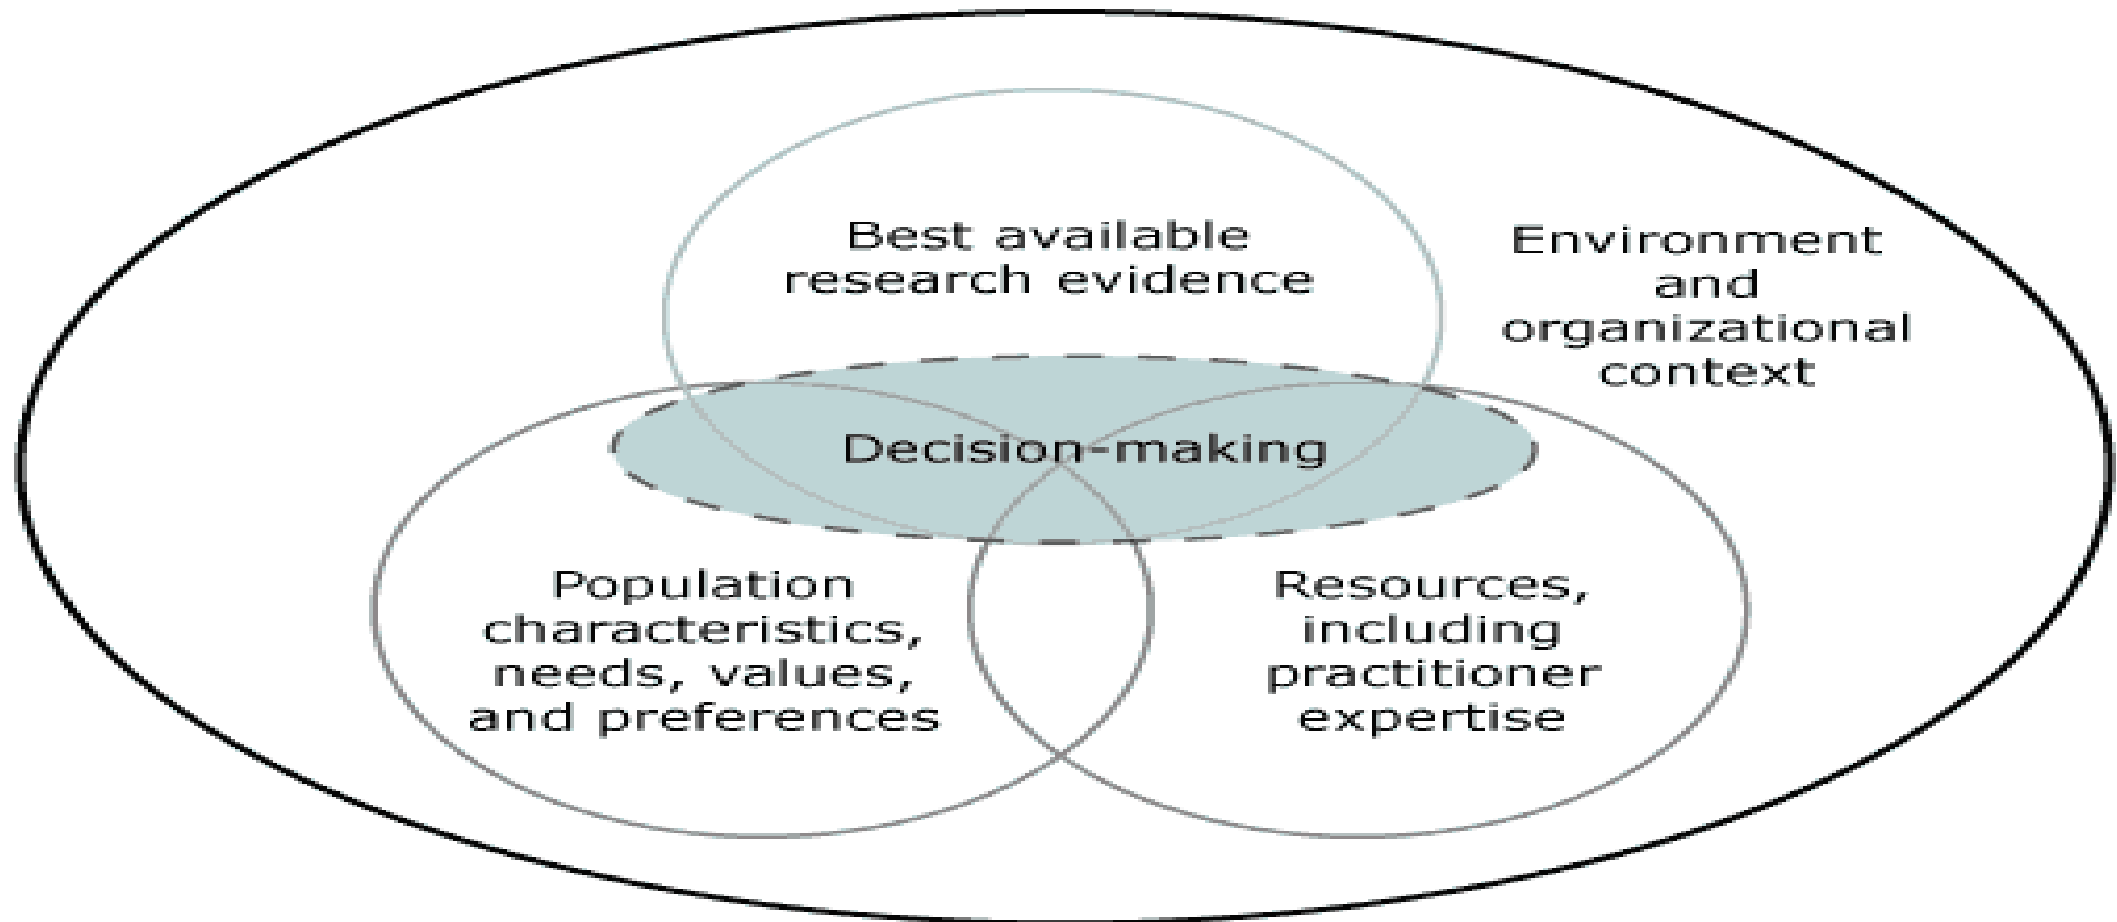 Best available
research evidence
Environment
and
organizational
context
Decision-making
Population
characteristics,
needs, values,
and preferences
Resources,
including
practitioner
expertise